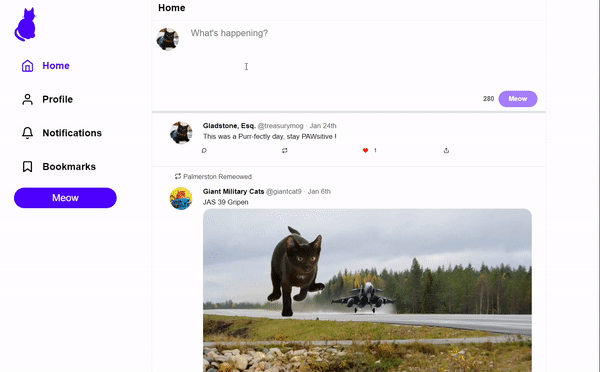 Home
Profile
Notifications
Bookmarks
Meow
Home
What's happening?
280 Meow
Gladstone, Esq. @treasurymog · Jan 24th
This was a Purr-fectly day, stay PAWsitive !
1
Palmerston Remeowed
Giant Military Cats @giantcat9 · Jan 6th
JAS 39 Gripen